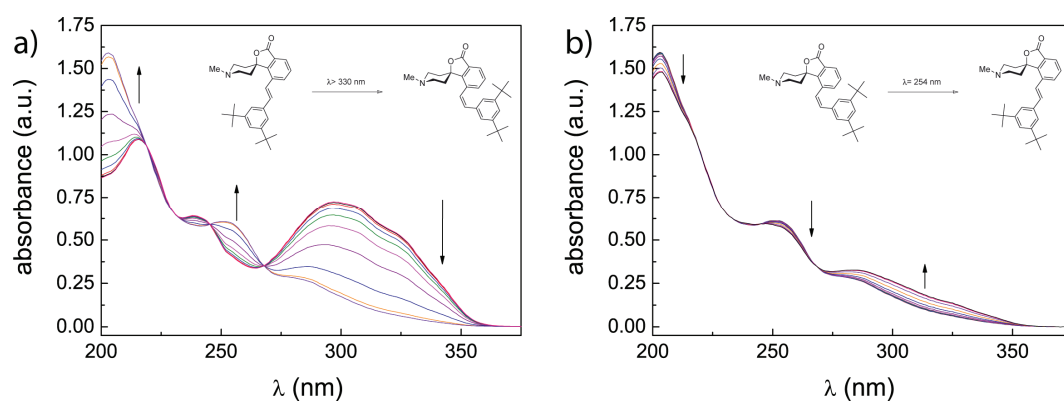 a)
absorbance (a.u.)
1.75
1.50
1.25
1.00
0.75
0.50
0.25
0.00
200
250
300
350
λ (nm)
O
O
Me
N
λ> 330 nm
O
O
Me
N
b)
absorbance (a.u.)
1.75
1.50
1.25
1.00
0.75
0.50
0.25
0.00
200
250
300
350
λ (nm)
O
O
Me
N
λ= 254 nm
O
O
Me
N